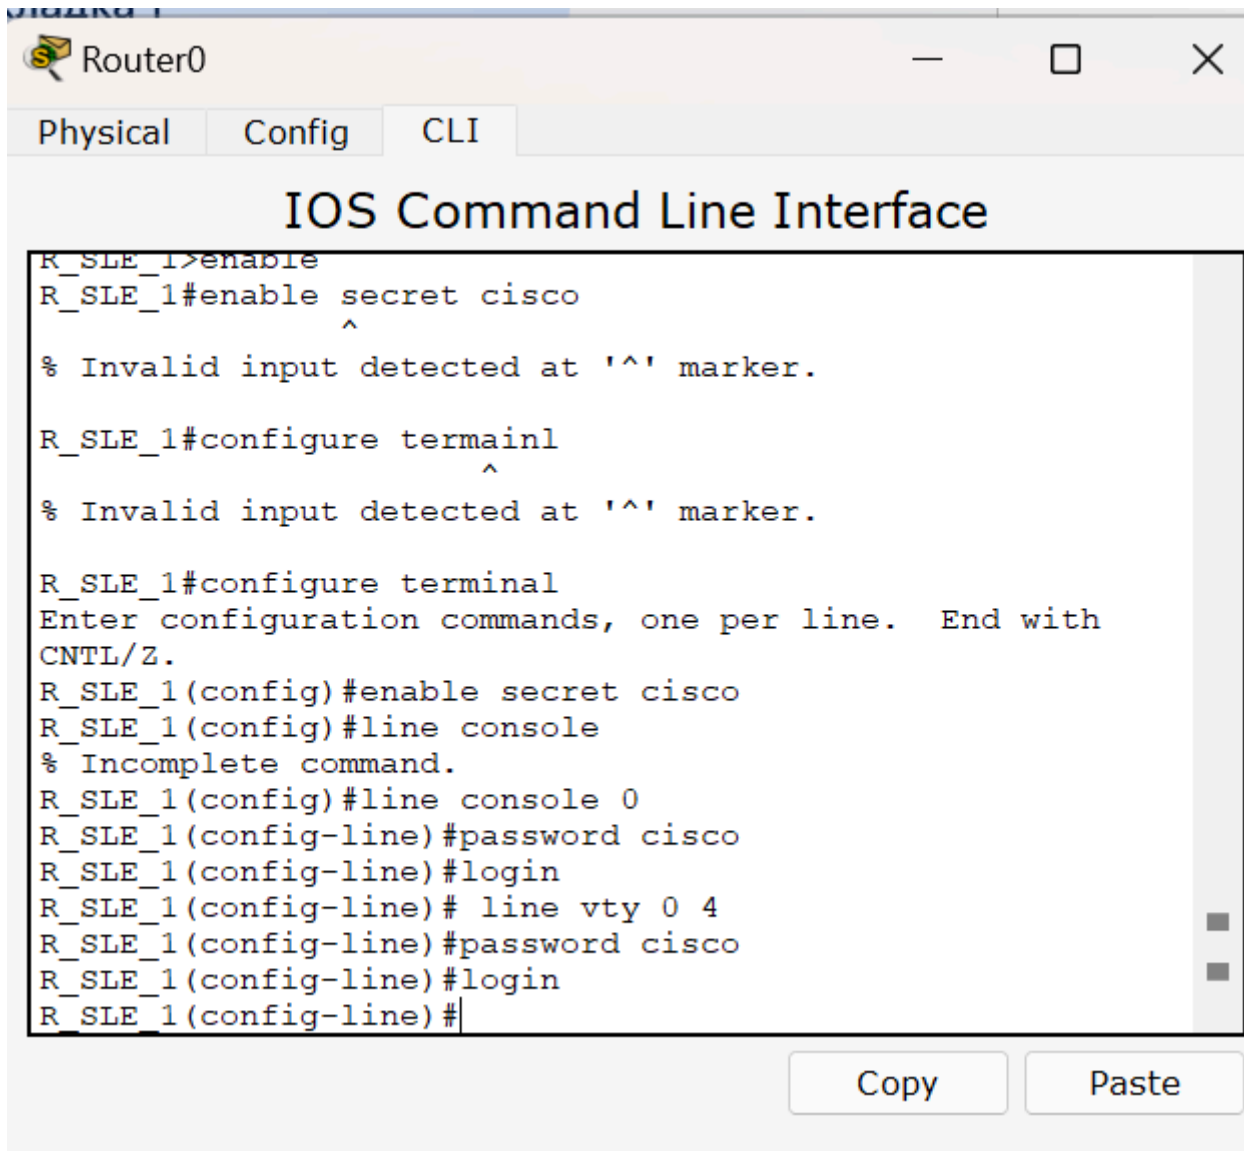 Router0
Physical Config CLI
IOS Command Line Interface
R_SLE_1>enable
R_SLE_1#enable secret cisco
^
% Invalid input detected at '^' marker.
R_SLE_1#configure termainl
^
% Invalid input detected at '^' marker.
R_SLE_1#configure terminal
Enter configuration commands, one per line.  End with
CNTL/Z.
R_SLE_1(config)#enable secret cisco
R_SLE_1(config)#line console
% Incomplete command.
R_SLE_1(config)#line console 0
R_SLE_1(config-line)#password cisco
R_SLE_1(config-line)#login
R_SLE_1(config-line)# line vty 0 4
R_SLE_1(config-line)#password cisco
R_SLE_1(config-line)#login
R_SLE_1(config-line)#
Copy Paste